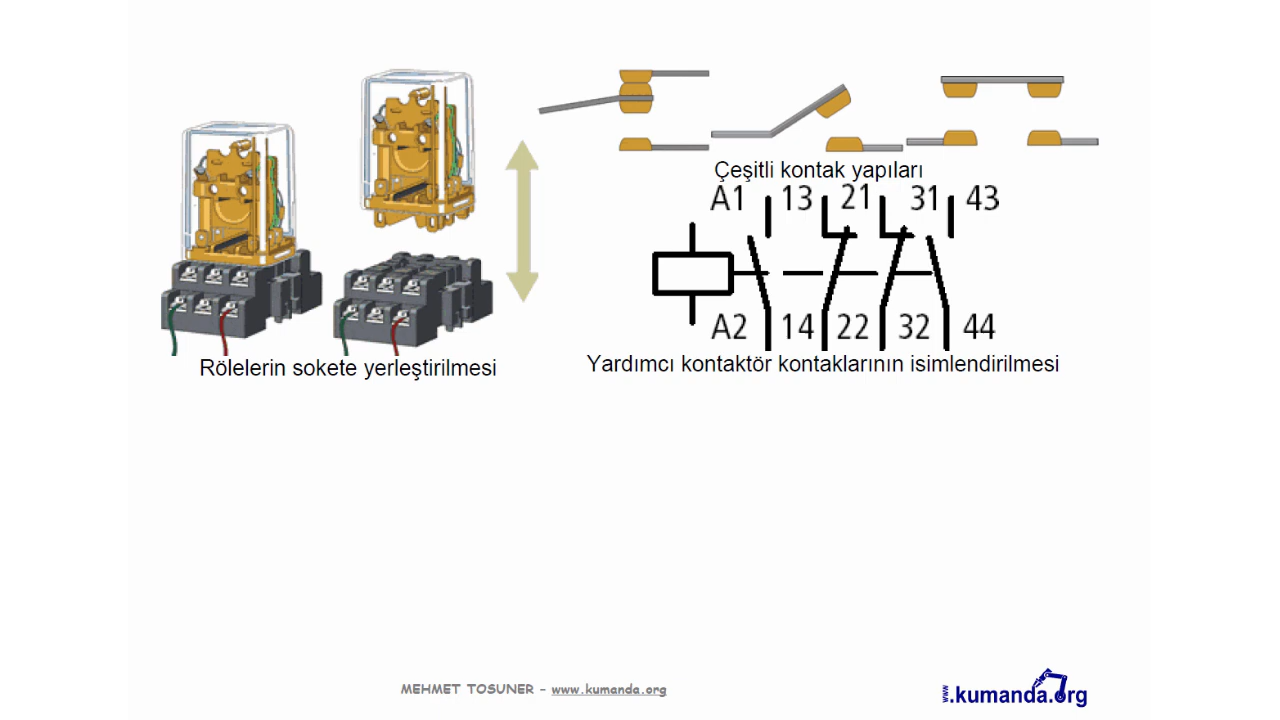 Çeşitli kontak yapıları
A1 13 21 31 43
A2 14 22 32 44
Rölelerin sokete yerleştirilmesi
Yardımcı kontaktör kontaklarının isimlendirilmesi
MEHMET TOSUNER - www.kumanda.org
www.kumanda.org